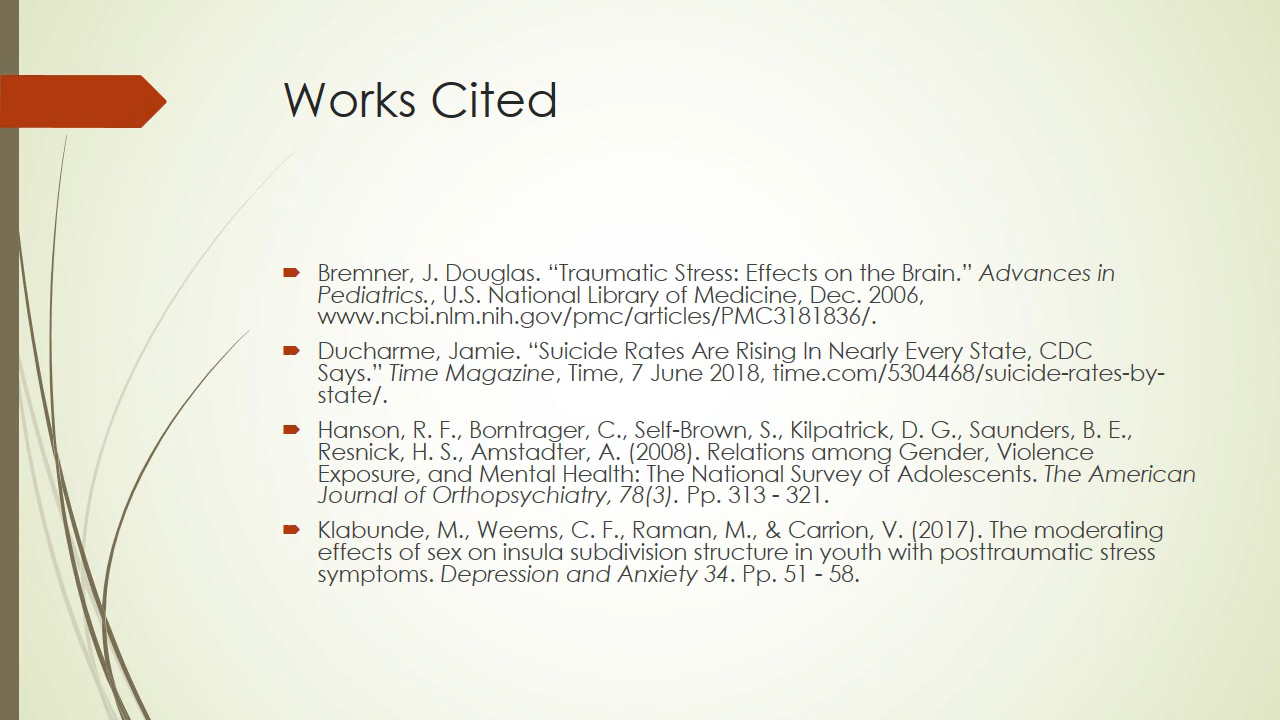 Works Cited
Bremner, J. Douglas. “Traumatic Stress: Effects on the Brain.” Advances in
Pediatrics., U.S. National Library of Medicine, Dec. 2006,
www.ncbi.nlm.nih.gov/pmc/articles/PMC3181836/.
Ducharme, Jamie. “Suicide Rates Are Rising In Nearly Every State, CDC
Says.” Time Magazine, Time, 7 June 2018, time.com/5304468/suicide-rates-by-
state/.
Hanson, R. F., Borntrager, C., Self-Brown, S., Kilpatrick, D. G., Saunders, B. E.,
Resnick, H. S., Amstadter, A. (2008). Relations among Gender, Violence
Exposure, and Mental Health: The National Survey of Adolescents. The American
Journal of Orthopsychiatry, 78(3). Pp. 313 - 321.
Klabunde, M., Weems, C. F., Raman, M., & Carrion, V. (2017). The moderating
effects of sex on insula subdivision structure in youth with posttraumatic stress
symptoms. Depression and Anxiety 34. Pp. 51 - 58.